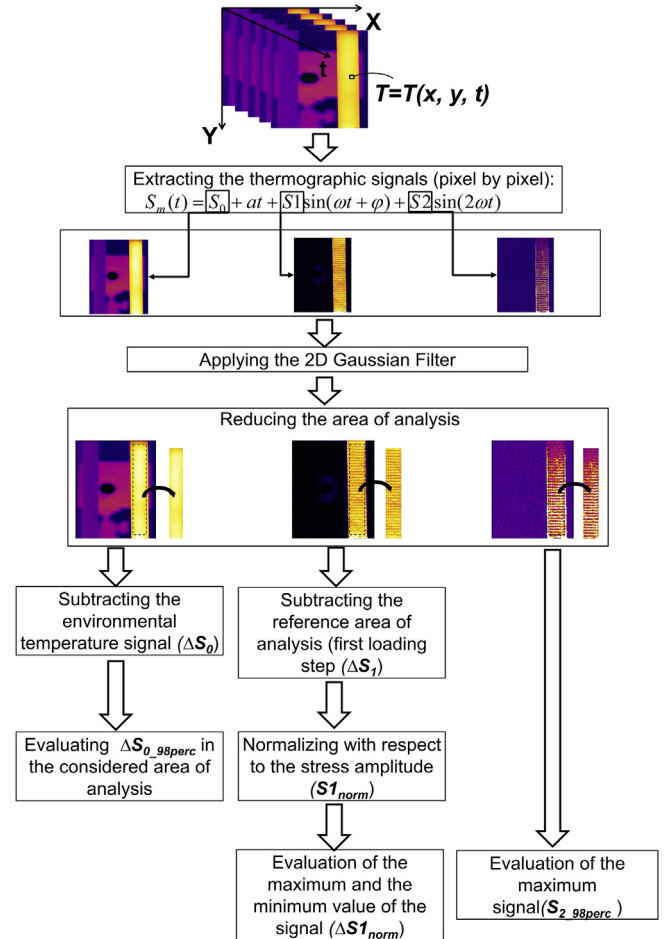 X
t
T=T(x, y, t)
Y
Extracting the thermographic signals (pixel by pixel):
S_m(t) = S_0 + at + S1 sin(ωt + φ) + S2 sin(2ωt)
Applying the 2D Gaussian Filter
Reducing the area of analysis
Subtracting the
environmental
temperature signal (ΔS_0)
Subtracting the
reference area of
analysis (first loading
step (ΔS_1)
Evaluating ΔS_0_98perc in
the considered area of
analysis
Normalizing with respect
to the stress amplitude
(S1_norm)
Evaluation of the
maximum and the
minimum value of the
signal (ΔS1_norm)
Evaluation of the
maximum
signal(S_2_98perc )